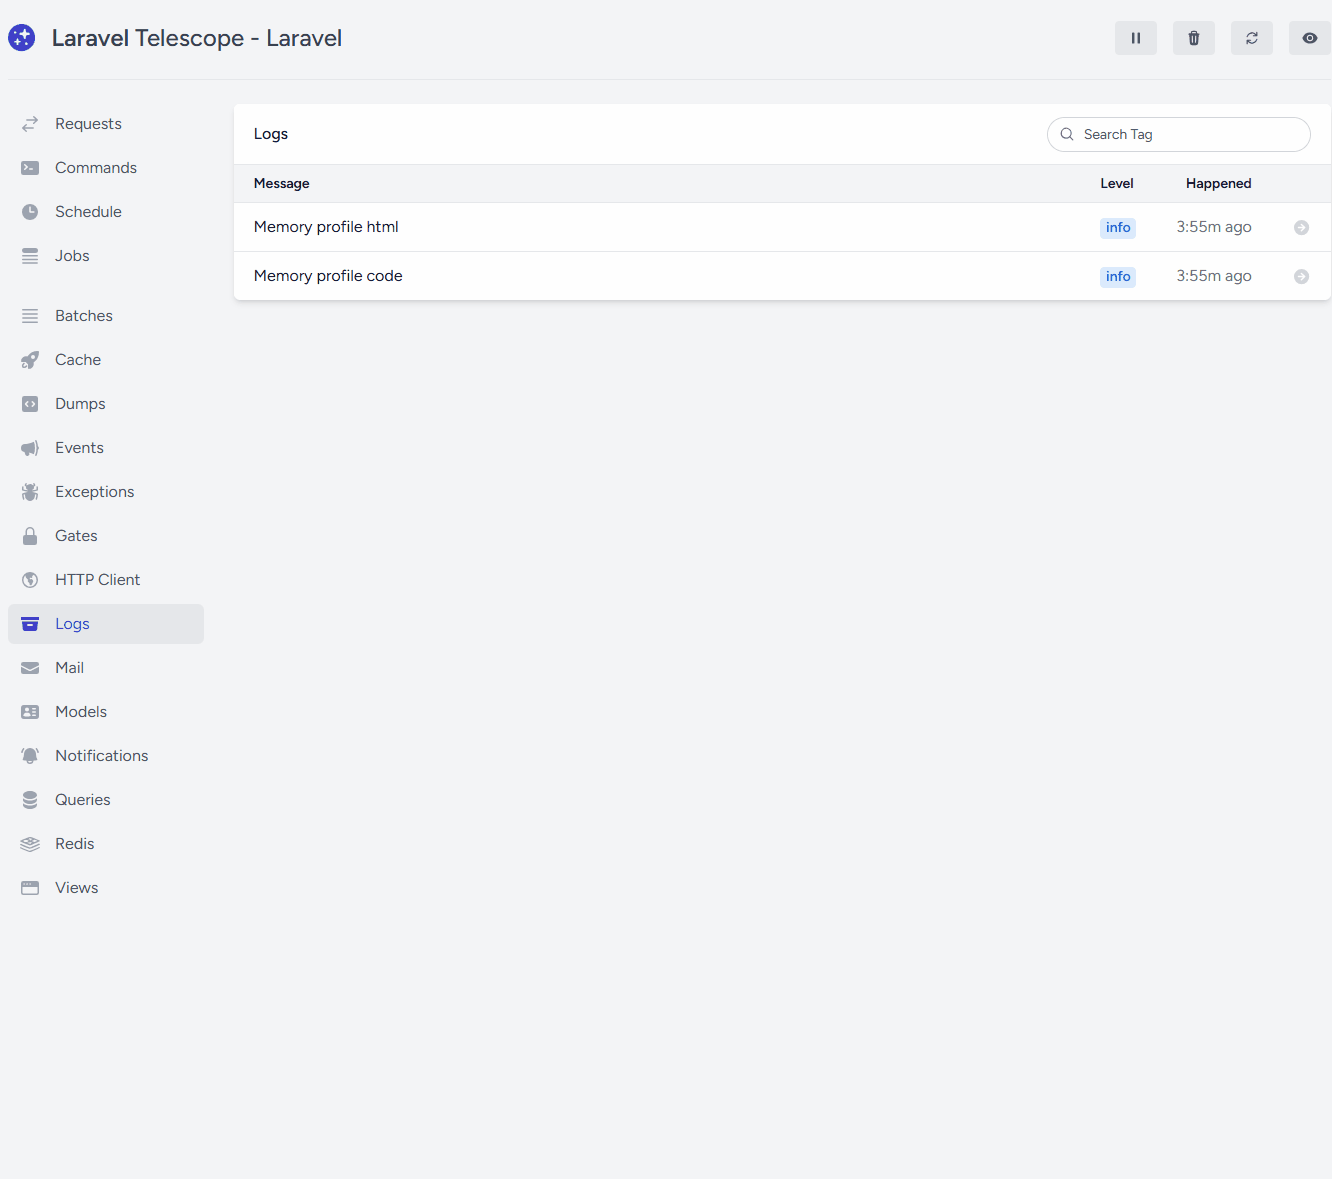 Laravel Telescope - Laravel
Requests
Commands
Schedule
Jobs
Batches
Cache
Dumps
Events
Exceptions
Gates
HTTP Client
Logs
Mail
Models
Notifications
Queries
Redis
Views
Logs
Search Tag
Message Level Happened
Memory profile html info 3:55m ago
Memory profile code info 3:55m ago